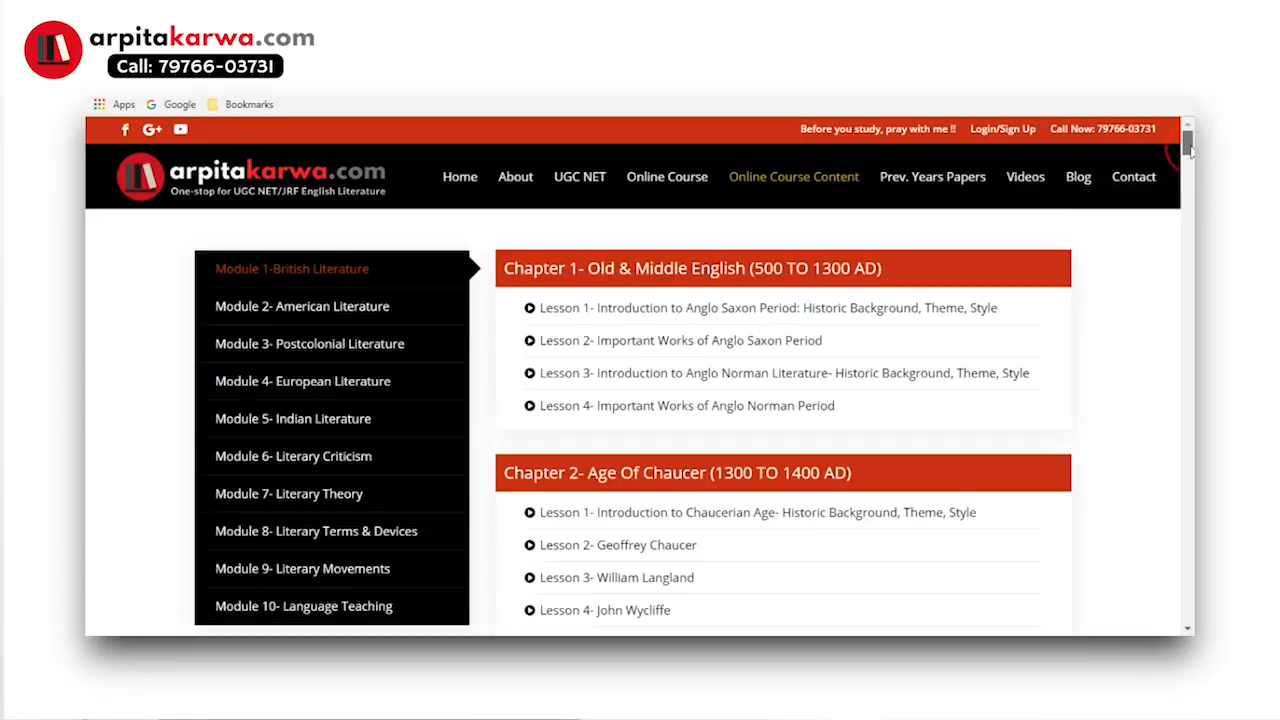 arpitakarwa.com
Call: 79766-03731
Apps Google Bookmarks
Before you study, pray with me !! Login/Sign Up Call Now: 79766-03731
arpitakarwa.com
One-stop for UGC NET/JRF English Literature
Home About UGC NET Online Course Online Course Content Prev. Years Papers Videos Blog Contact
Module 1-British Literature
Module 2- American Literature
Module 3- Postcolonial Literature
Module 4- European Literature
Module 5- Indian Literature
Module 6- Literary Criticism
Module 7- Literary Theory
Module 8- Literary Terms & Devices
Module 9- Literary Movements
Module 10- Language Teaching
Chapter 1- Old & Middle English (500 TO 1300 AD)
Lesson 1- Introduction to Anglo Saxon Period: Historic Background, Theme, Style
Lesson 2- Important Works of Anglo Saxon Period
Lesson 3- Introduction to Anglo Norman Literature- Historic Background, Theme, Style
Lesson 4- Important Works of Anglo Norman Period
Chapter 2- Age Of Chaucer (1300 TO 1400 AD)
Lesson 1- Introduction to Chaucerian Age- Historic Background, Theme, Style
Lesson 2- Geoffrey Chaucer
Lesson 3- William Langland
Lesson 4- John Wycliffe